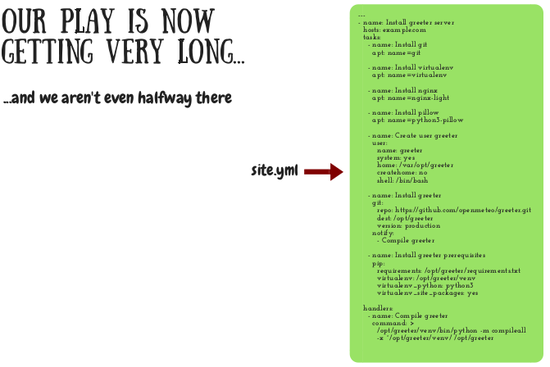 OUR PLAY IS NOW
GETTING VERY LONG...
...and we aren't even halfway there
site.yml
---
- name: Install greeter server
hosts: example.com
tasks:
- name: Install git
apt: name=git
- name: Install virtualenv
apt: name=virtualenv
- name: Install nginx
apt: name=nginx-light
- name: Install pillow
apt: name=python3-pillow
- name: Create user greeter
user:
name: greeter
system: yes
home: /var/opt/greeter
createhome: no
shell: /bin/bash
- name: Install greeter
git:
repo: https://github.com/openmeteo/greeter.git
dest: /opt/greeter
version: production
notify:
- Compile greeter
- name: Install greeter prerequisites
pip:
requirements: /opt/greeter/requirements.txt
virtualenv: /opt/greeter/venv
virtualenv_python: python3
virtualenv_site_packages: yes
handlers:
- name: Compile greeter
command: >
/opt/greeter/venv/bin/python -m compileall
-x "/opt/greeter/venv/" /opt/greeter